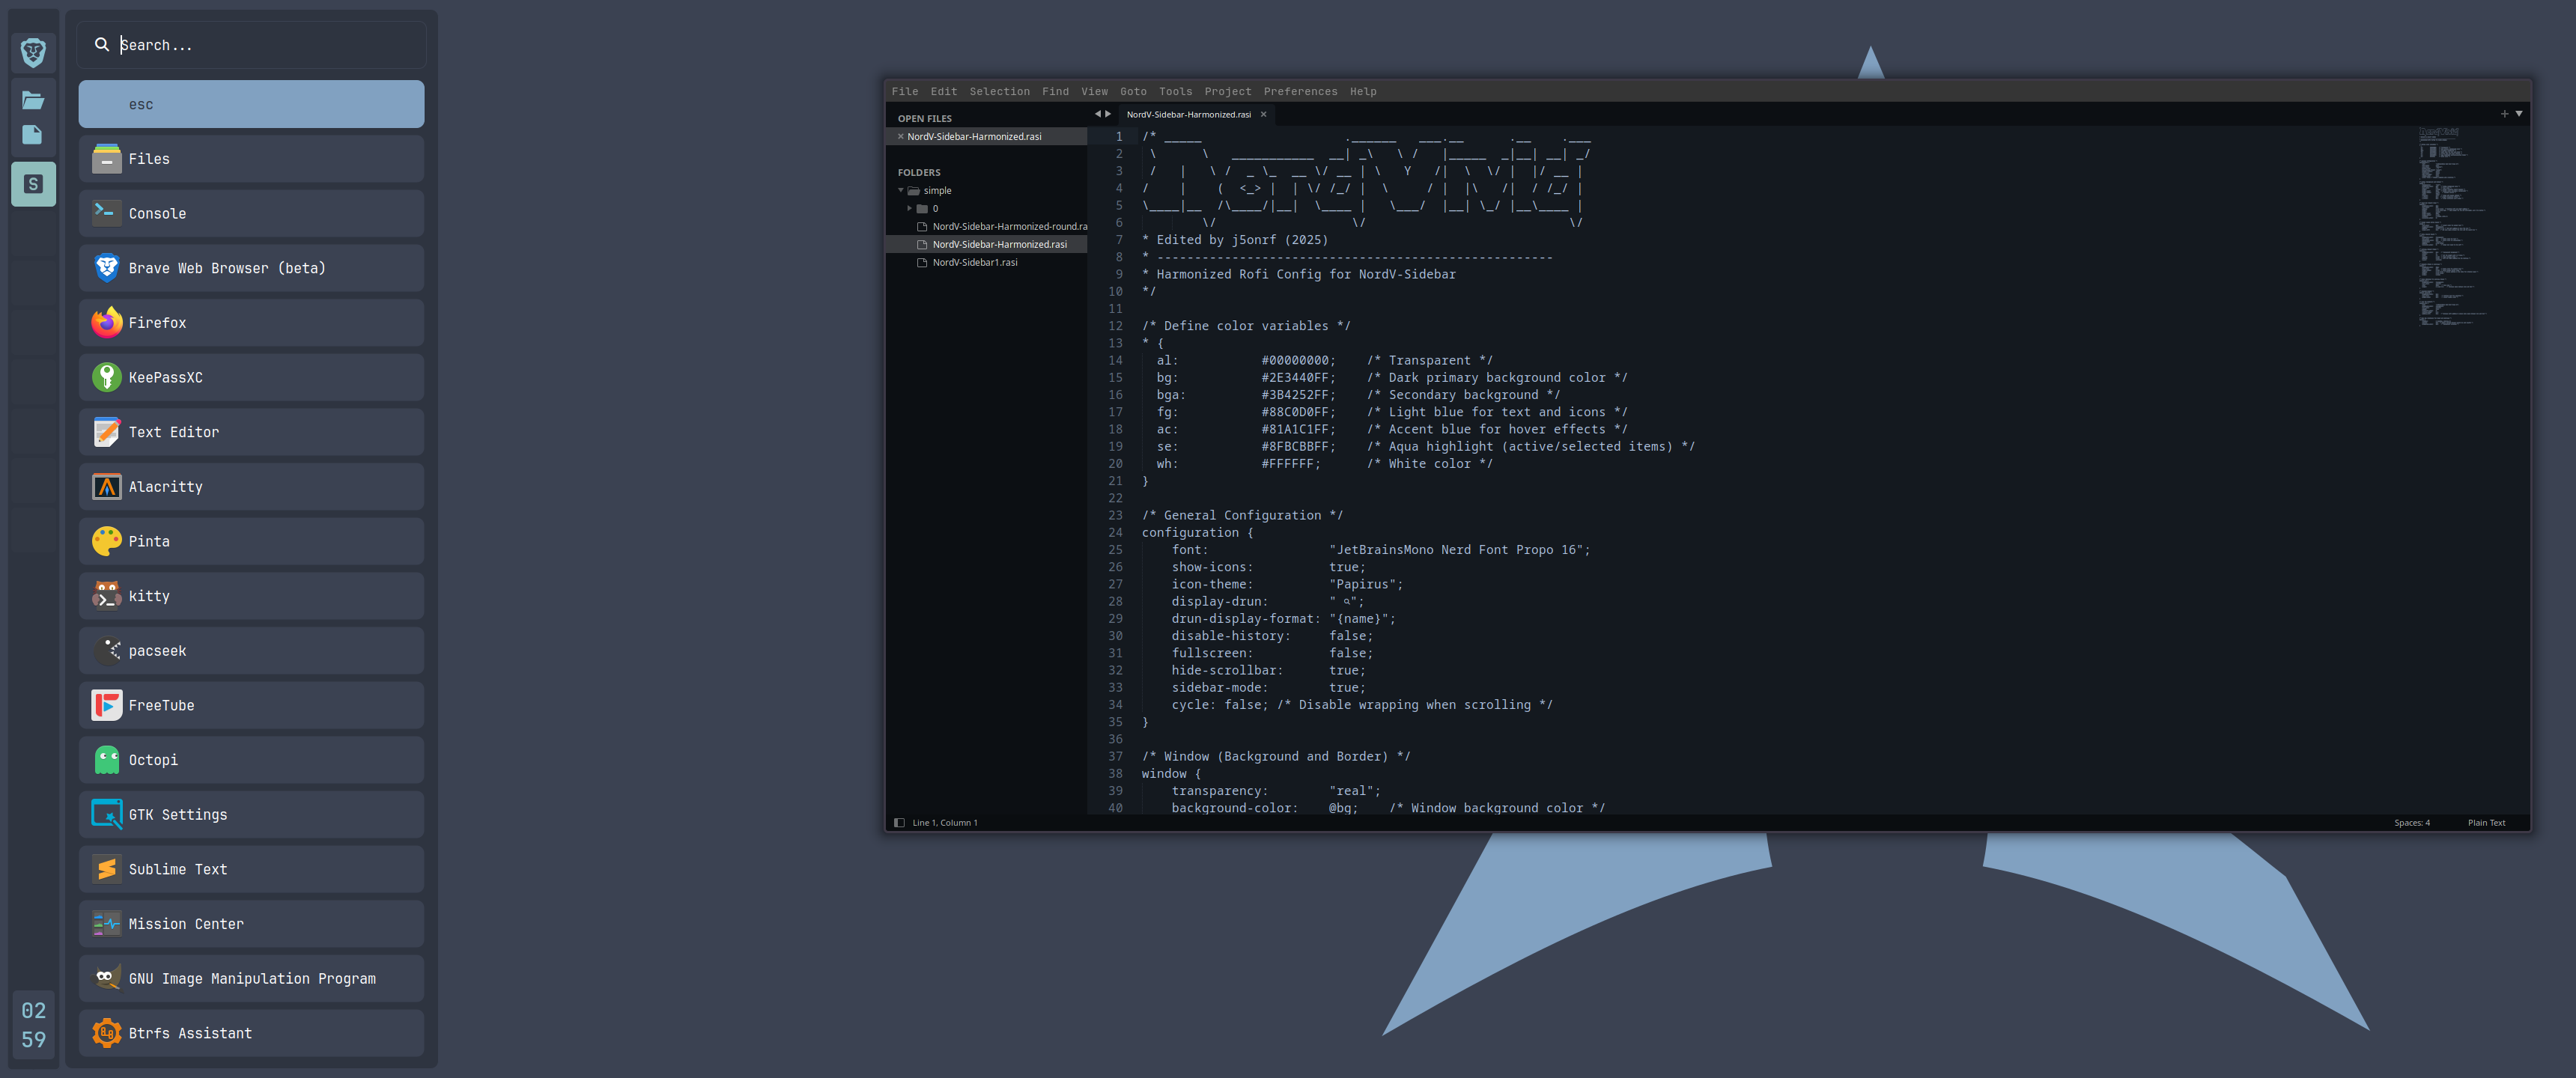 Search...
esc
Files
Console
Brave Web Browser (beta)
Firefox
KeePassXC
Text Editor
Alacritty
Pinta
kitty
pacseek
FreeTube
Octopi
GTK Settings
Sublime Text
Mission Center
GNU Image Manipulation Program
Btrfs Assistant
S
02
59
File Edit Selection Find View Goto Tools Project Preferences Help
OPEN FILES
NordV-Sidebar-Harmonized.rasi
FOLDERS
simple
0
NordV-Sidebar-Harmonized-round.ra
NordV-Sidebar-Harmonized.rasi
NordV-Sidebar1.rasi
NordV-Sidebar-Harmonized.rasi
1 /*
2
3
4
5
6
7 * Edited by j5onrf (2025)
8 * -----------------------------------------------------
9 * Harmonized Rofi Config for NordV-Sidebar
10 */
11
12 /* Define color variables */
13 * {
14 al: #00000000; /* Transparent */
15 bg: #2E3440FF; /* Dark primary background color */
16 bga: #3B4252FF; /* Secondary background */
17 fg: #88C0D0FF; /* Light blue for text and icons */
18 ac: #81A1C1FF; /* Accent blue for hover effects */
19 se: #8FBCBBFF; /* Aqua highlight (active/selected items) */
20 wh: #FFFFFF; /* White color */
21 }
22
23 /* General Configuration */
24 configuration {
25 font: "JetBrainsMono Nerd Font Propo 16";
26 show-icons: true;
27 icon-theme: "Papirus";
28 display-drun: " ";
29 drun-display-format: "{name}";
30 disable-history: false;
31 fullscreen: false;
32 hide-scrollbar: true;
33 sidebar-mode: true;
34 cycle: false; /* Disable wrapping when scrolling */
35 }
36
37 /* Window (Background and Border) */
38 window {
39 transparency: "real";
40 background-color: @bg; /* Window background color */
Line 1, Column 1
Spaces: 4
Plain Text